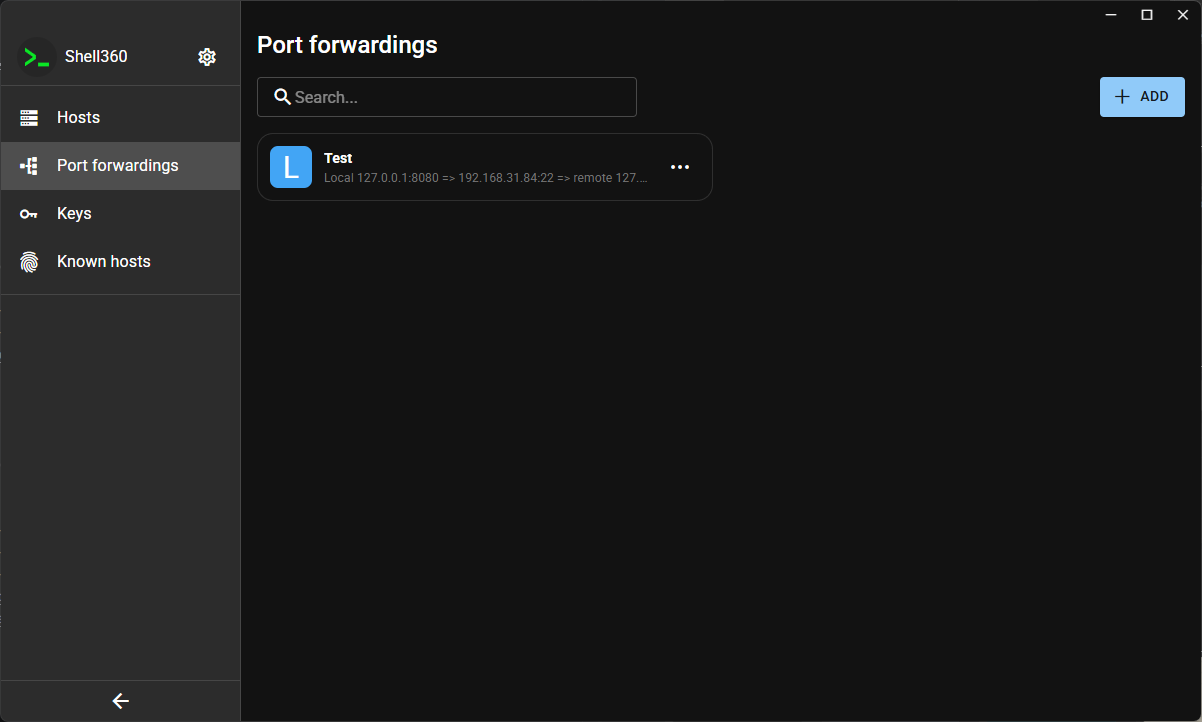 Shell360
Hosts
Port forwardings
Keys
Known hosts
Port forwardings
Search...
ADD
L
Test
Local 127.0.0.1:8080 => 192.168.31.84:22 => remote 127....